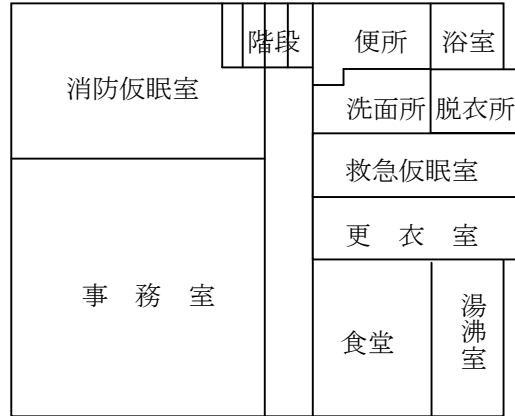 階段
便所
浴室
消防仮眠室
洗面所
脱衣所
救急仮眠室
更 衣 室
事 務 室
食堂
湯沸室